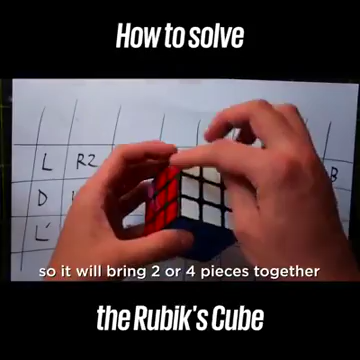 How to solve
L R2
B
D
L'
so it will bring 2 or 4 pieces together
the Rubik's Cube